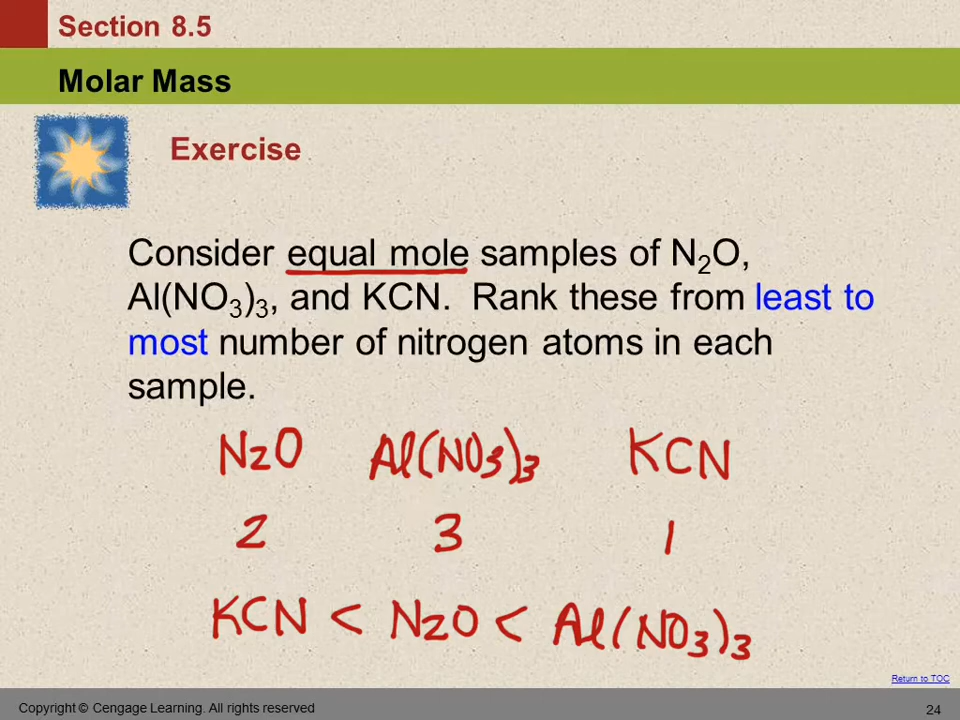 Section 8.5
Molar Mass
Exercise
Consider equal mole samples of N₂O,
Al(NO₃)₃, and KCN. Rank these from least to
most number of nitrogen atoms in each
sample.
N₂O Al(NO₃)₃ KCN
2 3 1
KCN < N₂O < Al(NO₃)₃
Return to TOC
Copyright © Cengage Learning. All rights reserved 24